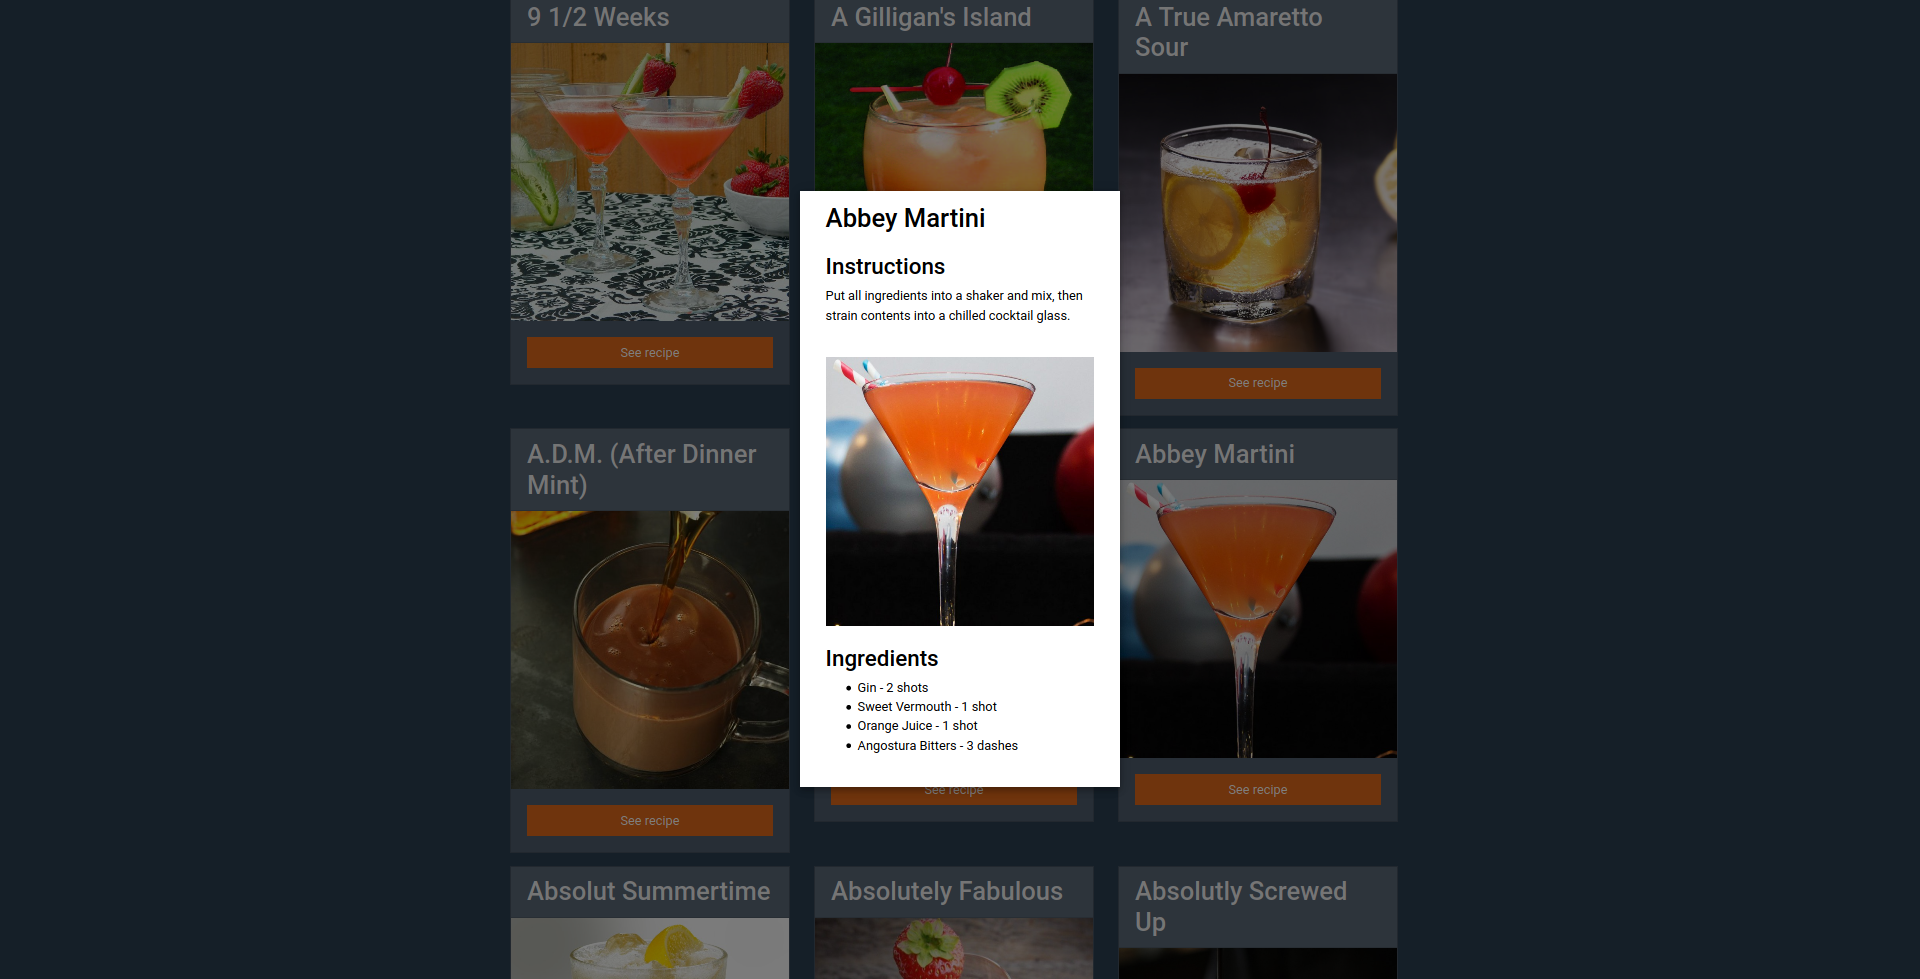 9 1/2 Weeks
A Gilligan's Island
A True Amaretto
Sour
See recipe
See recipe
Abbey Martini
Instructions
Put all ingredients into a shaker and mix, then
strain contents into a chilled cocktail glass.
Ingredients
Gin - 2 shots
Sweet Vermouth - 1 shot
Orange Juice - 1 shot
Angostura Bitters - 3 dashes
A.D.M. (After Dinner
Mint)
Abbey Martini
See recipe
See recipe
See recipe
Absolut Summertime
Absolutely Fabulous
Absolutly Screwed
Up